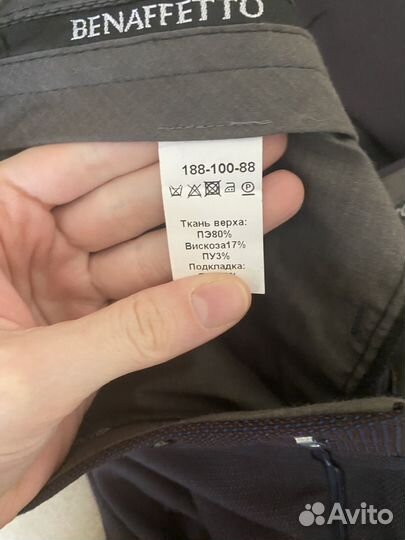 BENAFFETTO
188-100-88
Ткань верха:
ПЭ80%
Вискоза17%
ПУ3%
Подкладка:
Avito